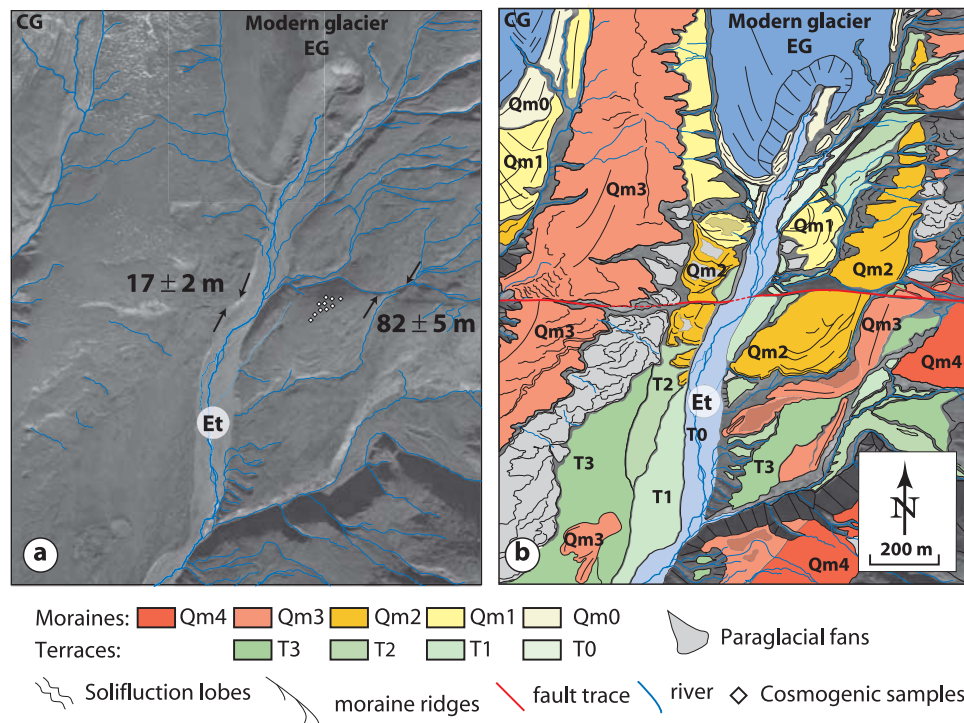 CG
Modern glacier
EG
17 ± 2 m
82 ± 5 m
Et
a
CG
Modern glacier
EG
Qm0
Qm1
Qm3
Qm1
Qm2
Qm2
Qm3
Qm3
Qm2
Qm4
T2
Et
T0
T3
T3
T1
Qm3
Qm4
N
200 m
b
Moraines: Qm4 Qm3 Qm2 Qm1 Qm0
Terraces: T3 T2 T1 T0
Paraglacial fans
Solifluction lobes
moraine ridges
fault trace
river
Cosmogenic samples